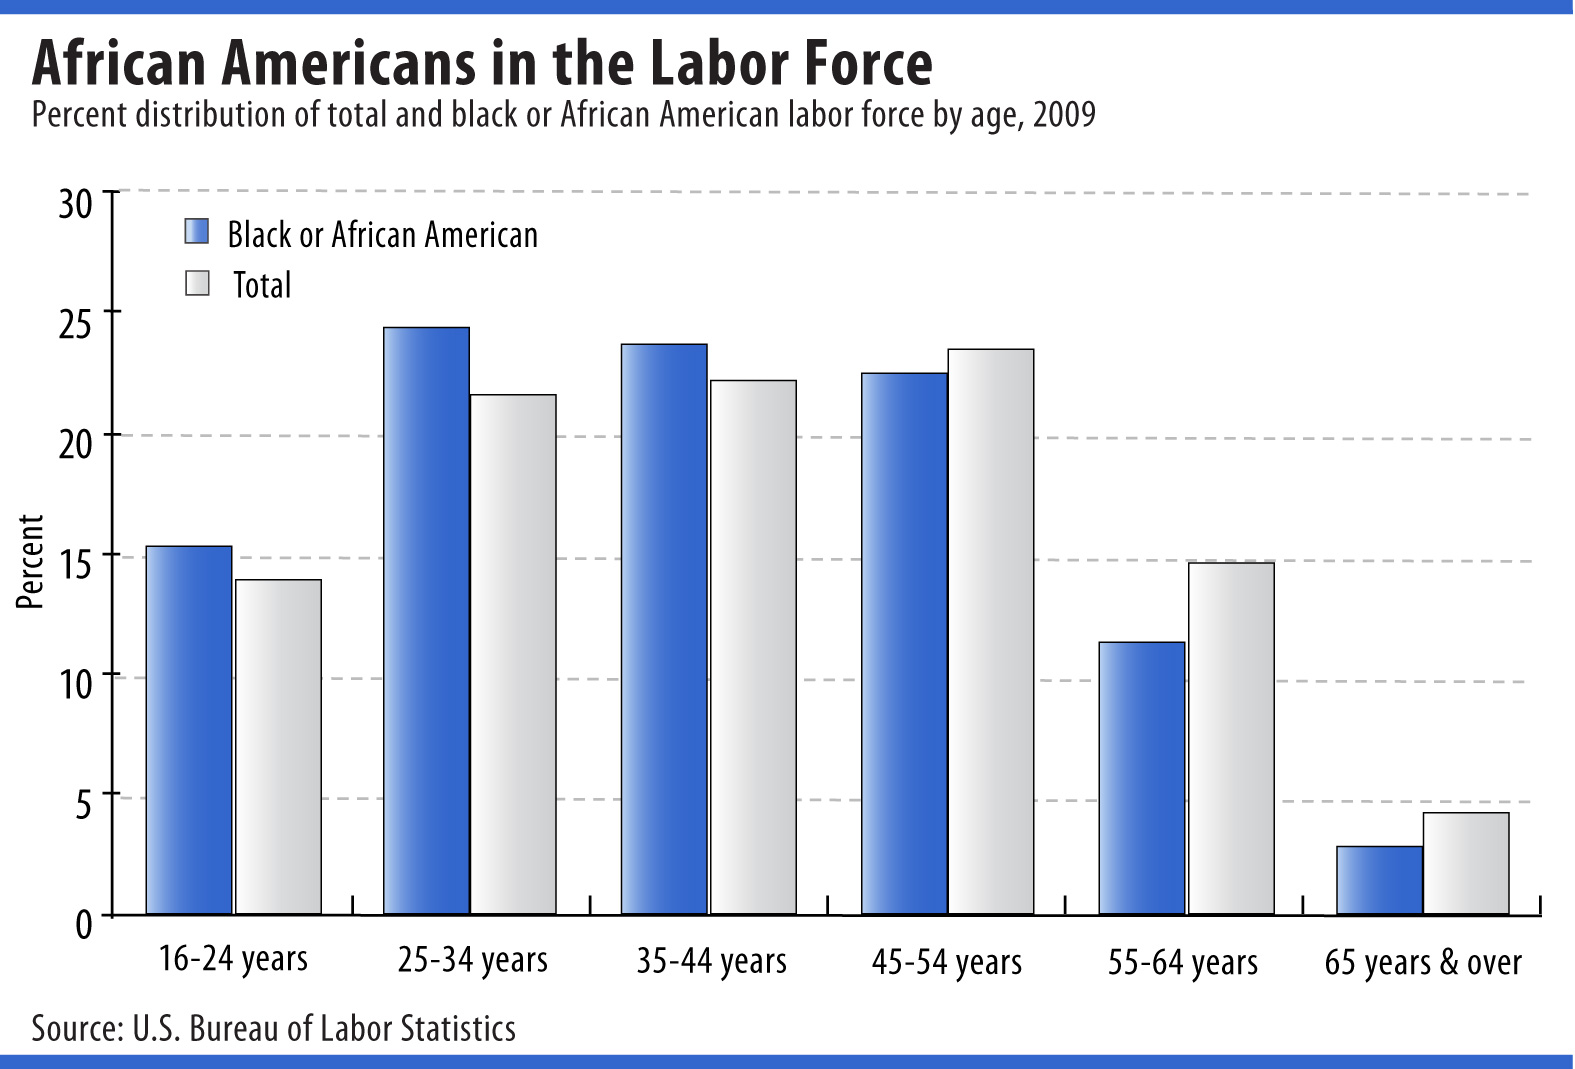 African Americans in the Labor Force
Percent distribution of total and black or African American labor force by age, 2009
30
Black or African American
Total
25
20
15
Percent
10
5
0
16-24 years 25-34 years 35-44 years 45-54 years 55-64 years 65 years & over
Source: U.S. Bureau of Labor Statistics